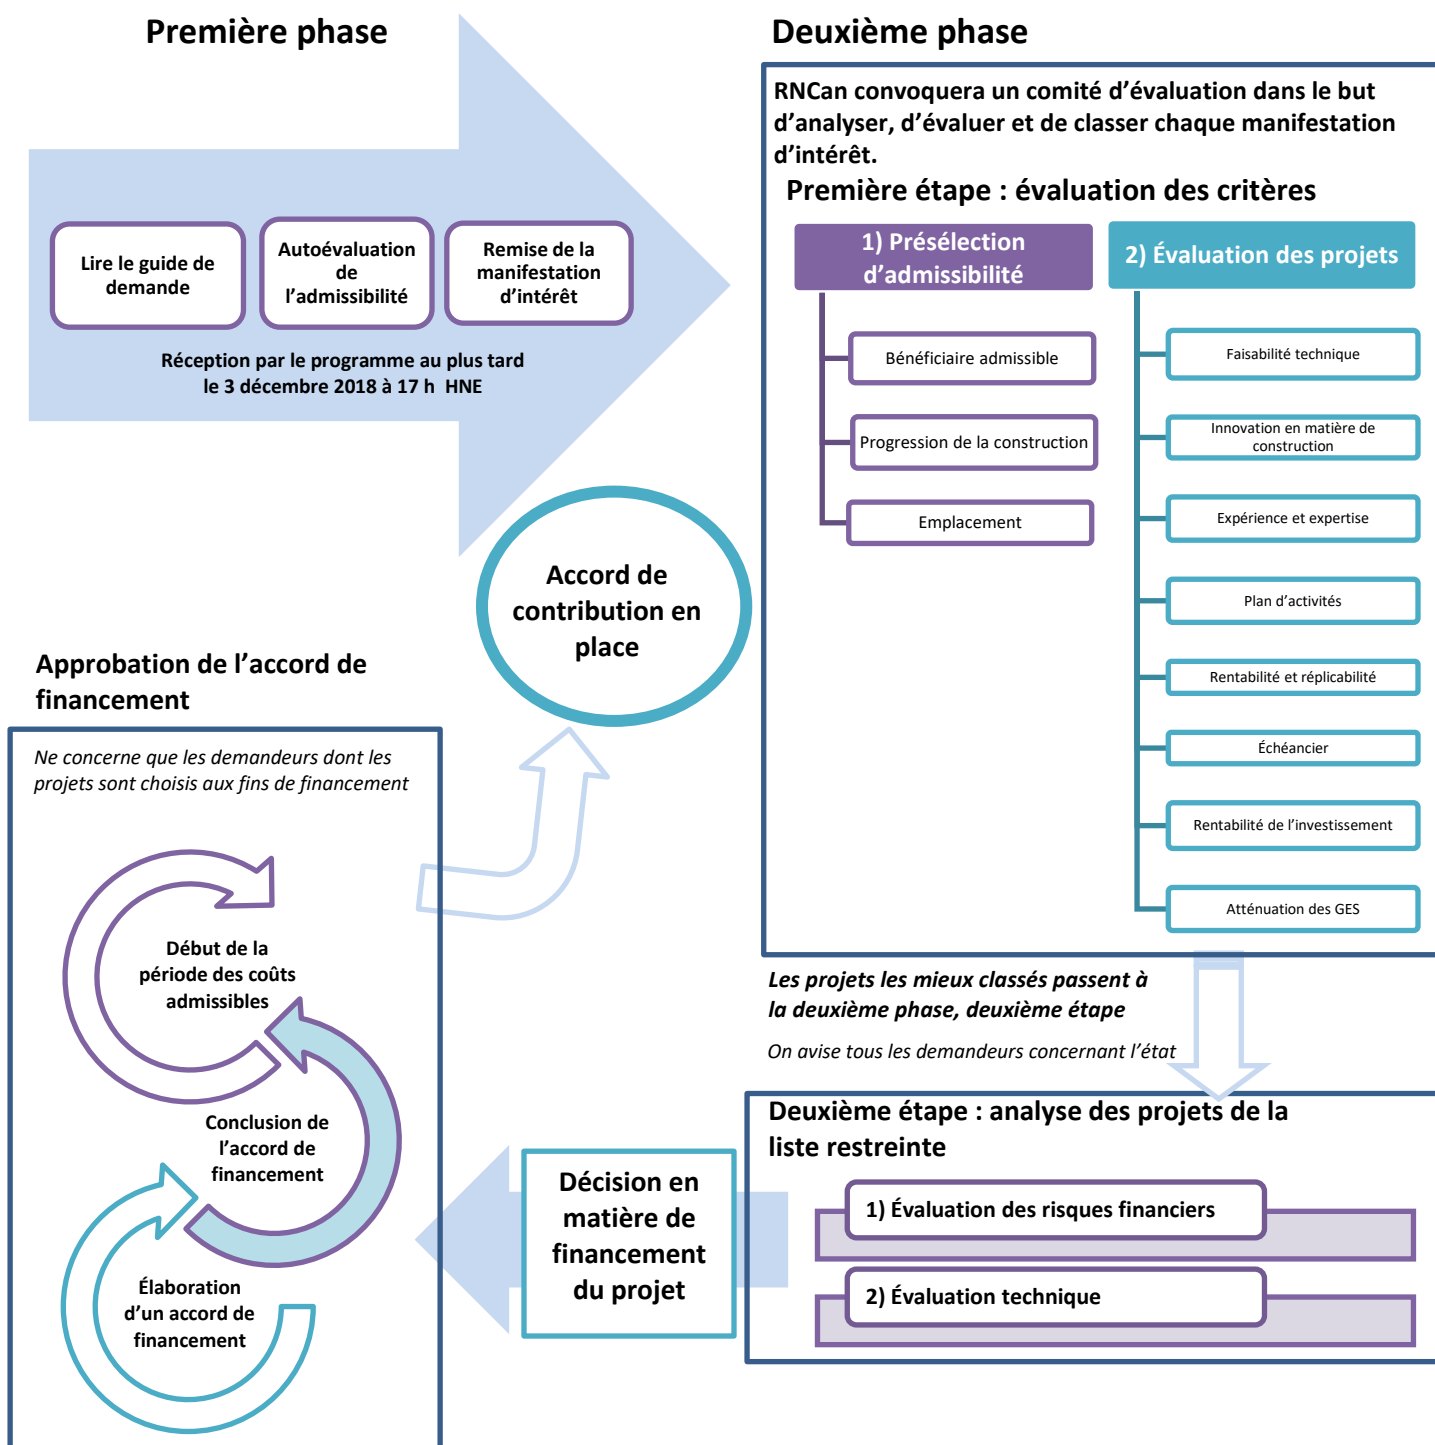 Première phase
Lire le guide de
demande
Autoévaluation
de
l’admissibilité
Remise de la
manifestation
d’intérêt
Réception par le programme au plus tard
le 3 décembre 2018 à 17 h HNE
Deuxième phase
RNCan convoquera un comité d’évaluation dans le but
d’analyser, d’évaluer et de classer chaque manifestation
d’intérêt.
Première étape : évaluation des critères
1) Présélection
d’admissibilité
Bénéficiaire admissible
Progression de la construction
Emplacement
2) Évaluation des projets
Faisabilité technique
Innovation en matière de
construction
Expérience et expertise
Plan d’activités
Rentabilité et réplicabilité
Échéancier
Rentabilité de l’investissement
Atténuation des GES
Les projets les mieux classés passent à
la deuxième phase, deuxième étape
On avise tous les demandeurs concernant l’état
Deuxième étape : analyse des projets de la
liste restreinte
1) Évaluation des risques financiers
2) Évaluation technique
Décision en
matière de
financement
du projet
Approbation de l’accord de
financement
Ne concerne que les demandeurs dont les
projets sont choisis aux fins de financement
Début de la
période des coûts
admissibles
Conclusion de
l’accord de
financement
Élaboration
d’un accord de
financement
Accord de
contribution en
place